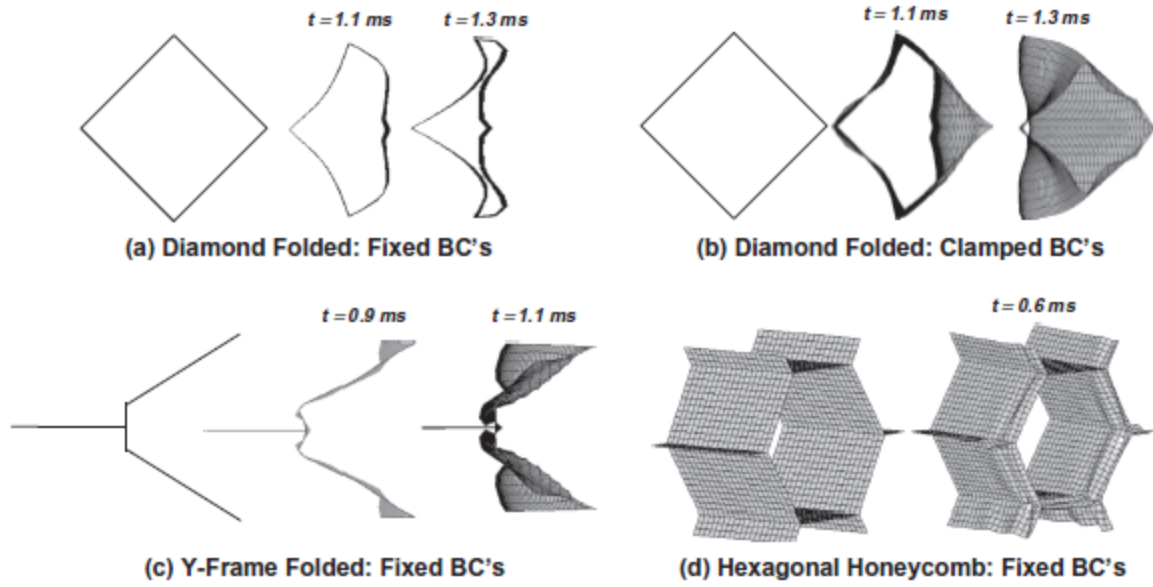 t = 1.1 ms
t = 1.3 ms
(a) Diamond Folded: Fixed BC's
t = 1.1 ms
t = 1.3 ms
(b) Diamond Folded: Clamped BC's
t = 0.9 ms
t = 1.1 ms
(c) Y-Frame Folded: Fixed BC's
t = 0.6 ms
(d) Hexagonal Honeycomb: Fixed BC's